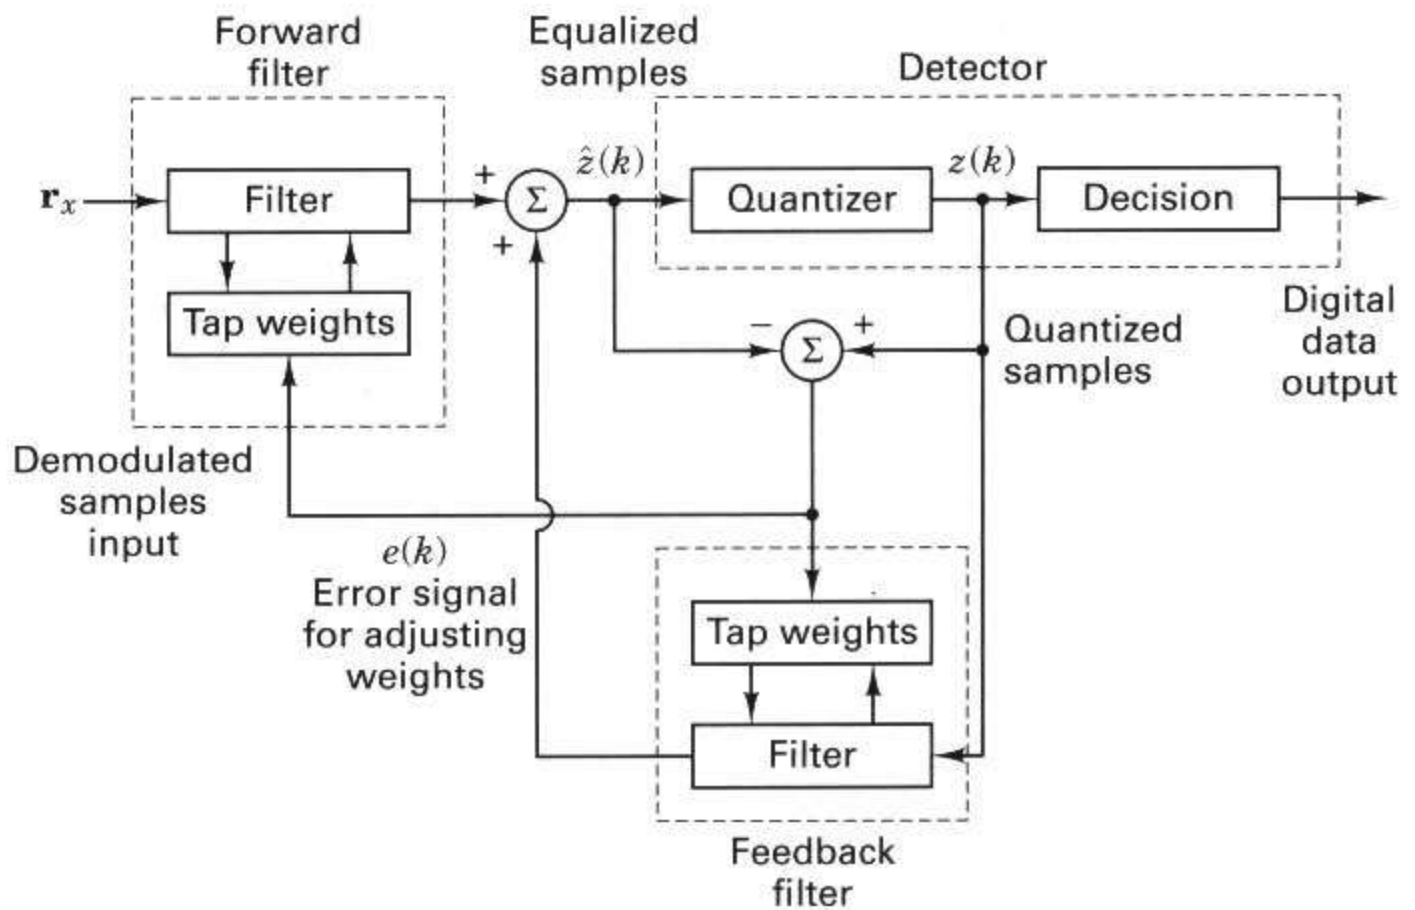 Forward
filter
Equalized
samples
Detector
r_x
Filter
+
Σ
+
ẑ(k)
Quantizer
z(k)
Decision
Tap weights
−
Σ
+
Quantized
samples
Digital
data
output
Demodulated
samples
input
e(k)
Error signal
for adjusting
weights
Tap weights
Filter
Feedback
filter